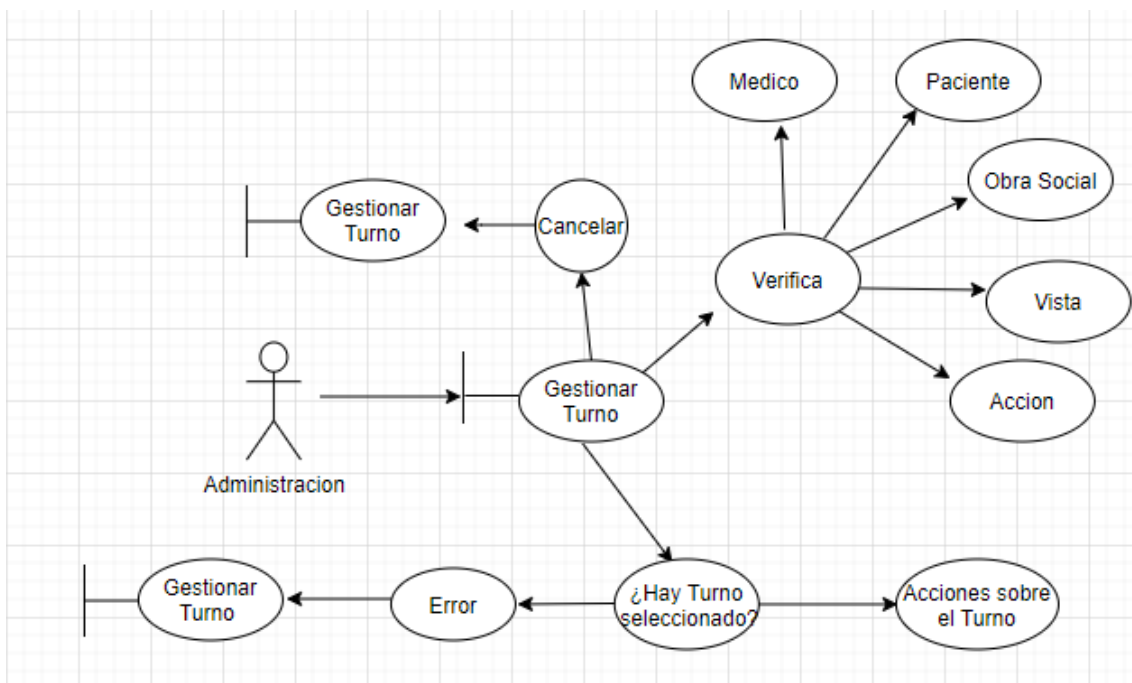 Medico
Paciente
Obra Social
Gestionar
Turno
Cancelar
Verifica
Vista
Gestionar
Turno
Accion
Administracion
Gestionar
Turno
Error
¿Hay Turno
seleccionado?
Acciones sobre
el Turno